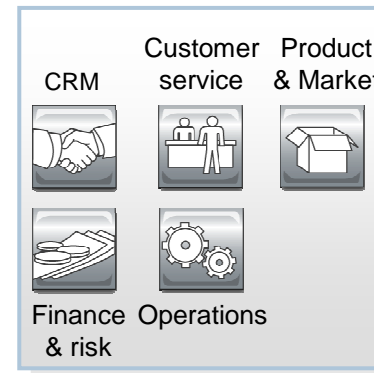 CRM
Customer
service
Product
& Market
Finance
& risk
Operations